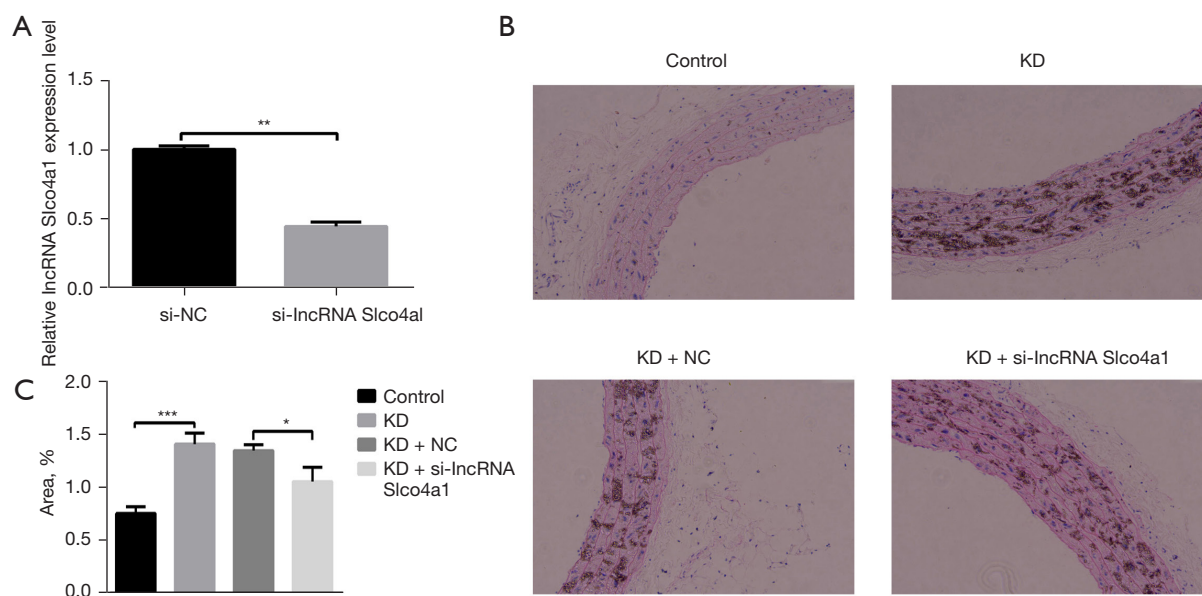 A
Relative lncRNA Slco4a1 expression level
1.5
1.0
0.5
0.0
**
si-NC
si-lncRNA Slco4al
B
Control
KD
KD + NC
KD + si-lncRNA Slco4a1
C
Area, %
2.0
1.5
1.0
0.5
0.0
***
*
Control
KD
KD + NC
KD + si-lncRNA
Slco4a1